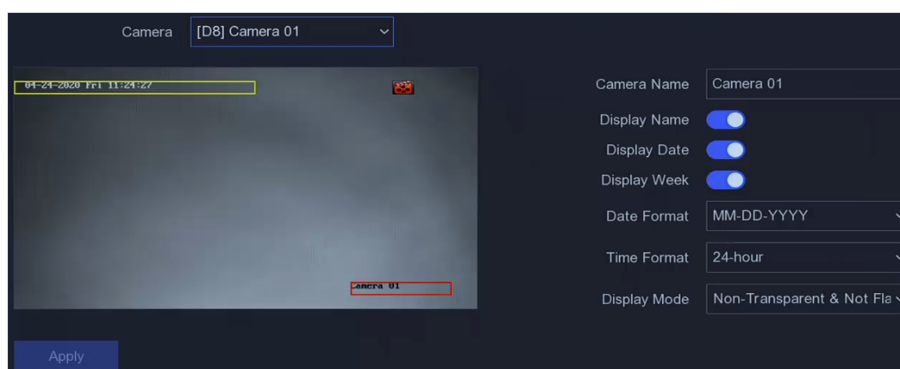 Camera [D8] Camera 01
04-24-2020 Fri 11:24:27
Camera Name Camera 01
Display Name
Display Date
Display Week
Date Format MM-DD-YYYY
Time Format 24-hour
Camera 01
Display Mode Non-Transparent & Not Fla
Apply